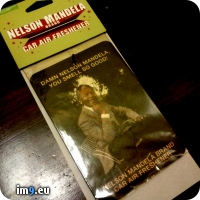 NELSON MANDELA
CAR AIR FRESHENER
DAMN NELSON MANDELA,
YOU SMELL SO GOOD!
NELSON MANDELA BRAND
CAR AIR FRESHENER
im9.eu